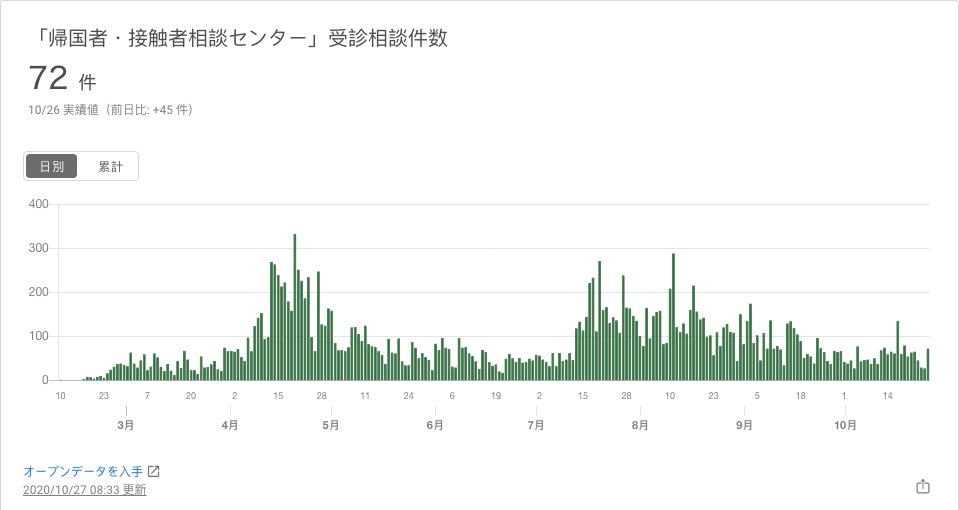 「帰国者・接触者相談センター」受診相談件数
72 件
10/26 実績値（前日比: +45 件）
日別 累計
400
300
200
100
0
10 23 7 20 2 15 28 11 24 6 19 2 15 28 10 23 5 18 1 14
3月 4月 5月 6月 7月 8月 9月 10月
オープンデータを入手
2020/10/27 08:33 更新